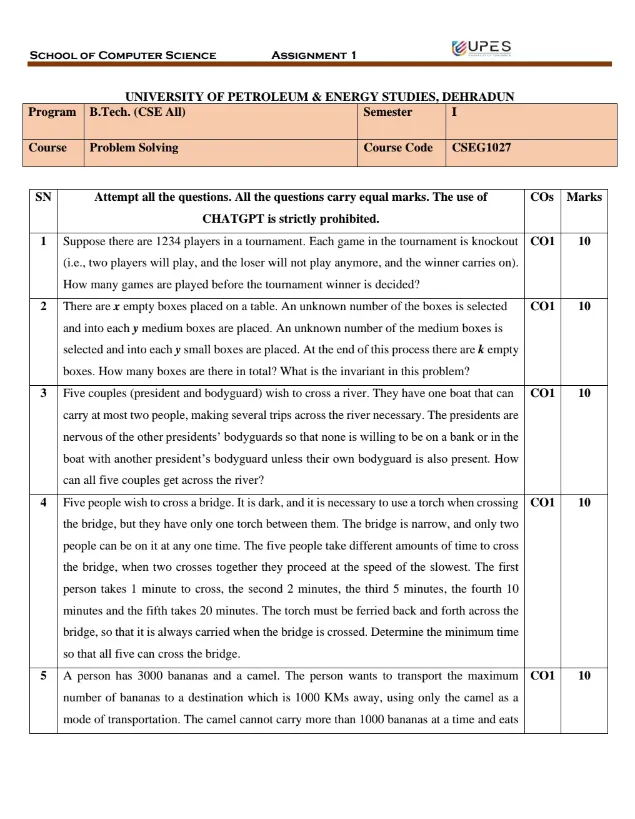 SCHOOL OF COMPUTER SCIENCE ASSIGNMENT 1
UPES
UNIVERSITY OF PETROLEUM & ENERGY STUDIES, DEHRADUN
Program B.Tech. (CSE All) Semester I
Course Problem Solving Course Code CSEG1027
SN Attempt all the questions. All the questions carry equal marks. The use of COs Marks
CHATGPT is strictly prohibited.
1 Suppose there are 1234 players in a tournament. Each game in the tournament is knockout CO1 10
(i.e., two players will play, and the loser will not play anymore, and the winner carries on).
How many games are played before the tournament winner is decided?
2 There are x empty boxes placed on a table. An unknown number of the boxes is selected CO1 10
and into each y medium boxes are placed. An unknown number of the medium boxes is
selected and into each y small boxes are placed. At the end of this process there are k empty
boxes. How many boxes are there in total? What is the invariant in this problem?
3 Five couples (president and bodyguard) wish to cross a river. They have one boat that can CO1 10
carry at most two people, making several trips across the river necessary. The presidents are
nervous of the other presidents' bodyguards so that none is willing to be on a bank or in the
boat with another president's bodyguard unless their own bodyguard is also present. How
can all five couples get across the river?
4 Five people wish to cross a bridge. It is dark, and it is necessary to use a torch when crossing CO1 10
the bridge, but they have only one torch between them. The bridge is narrow, and only two
people can be on it at any one time. The five people take different amounts of time to cross
the bridge, when two crosses together they proceed at the speed of the slowest. The first
person takes 1 minute to cross, the second 2 minutes, the third 5 minutes, the fourth 10
minutes and the fifth takes 20 minutes. The torch must be ferried back and forth across the
bridge, so that it is always carried when the bridge is crossed. Determine the minimum time
so that all five can cross the bridge.
5 A person has 3000 bananas and a camel. The person wants to transport the maximum CO1 10
number of bananas to a destination which is 1000 KMs away, using only the camel as a
mode of transportation. The camel cannot carry more than 1000 bananas at a time and eats